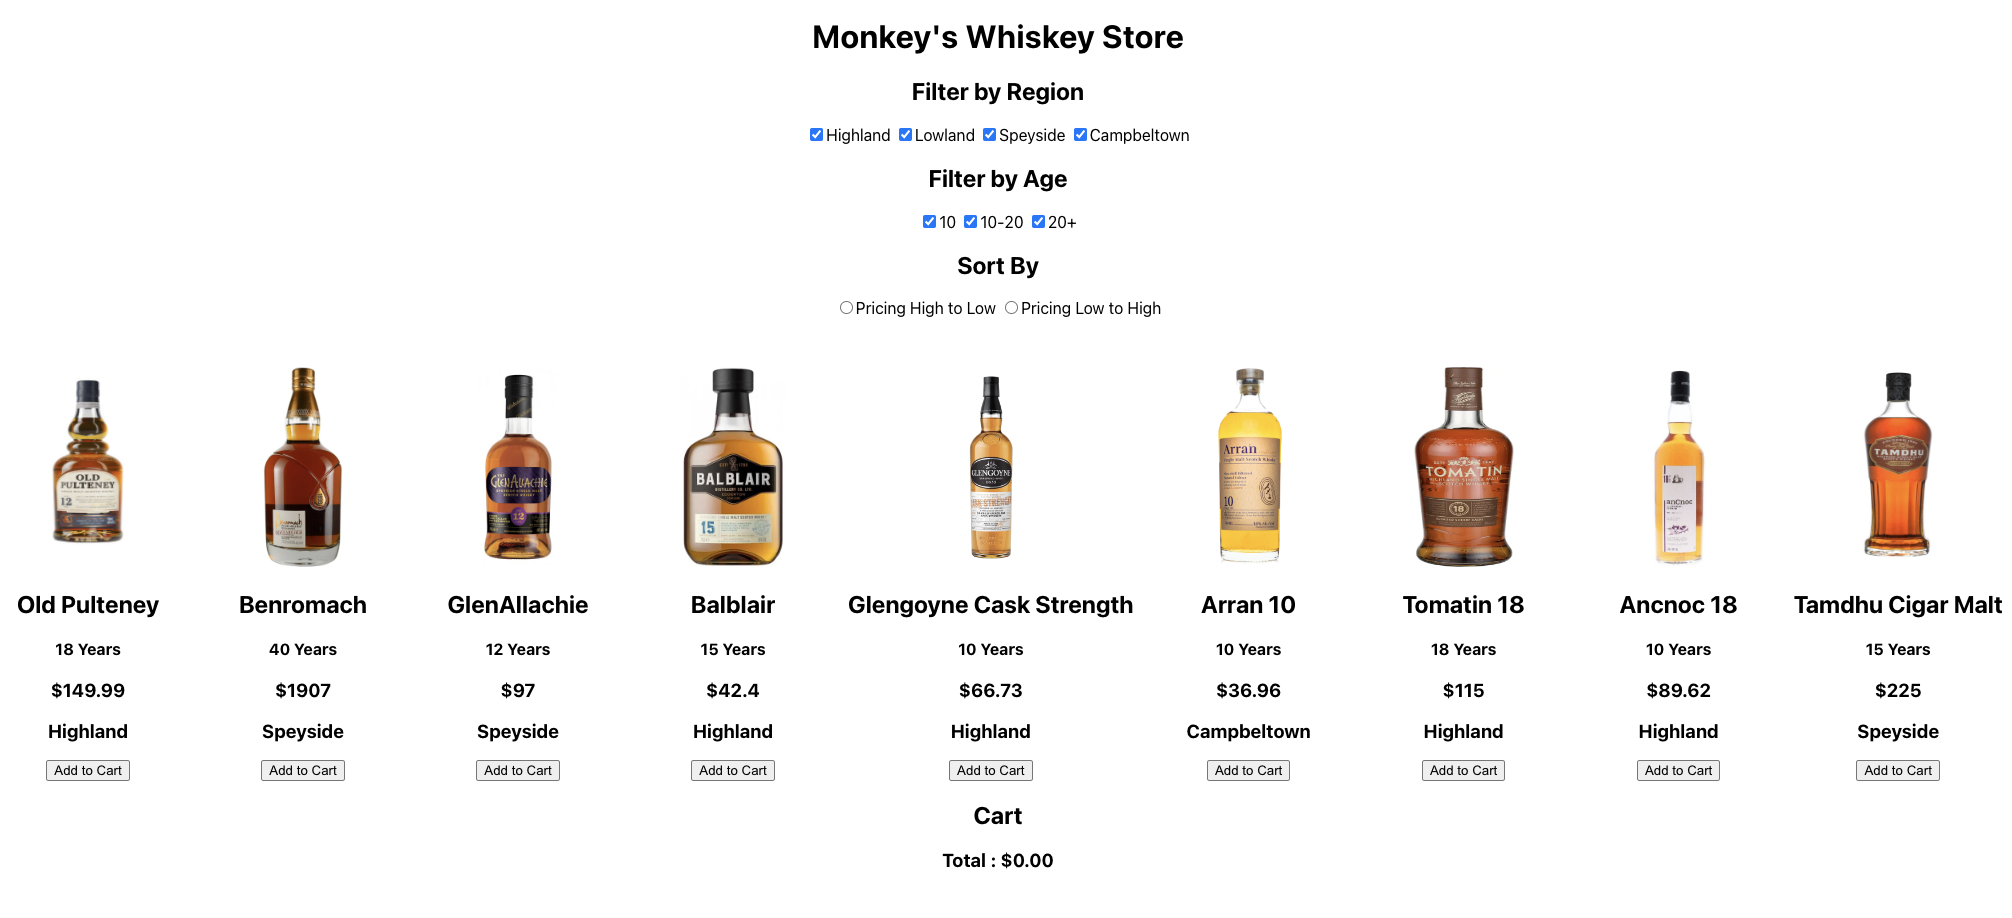 Monkey's Whiskey Store
Filter by Region
Highland Lowland Speyside Campbeltown
Filter by Age
10 10-20 20+
Sort By
Pricing High to Low Pricing Low to High
OLD
PULTENEY
12
GLENALLACHIE
12
BALBLAIR
15
GLENGOYNE
Arran
10
TOMATIN
18
ancnoc
TAMDHU
Old Pulteney Benromach GlenAllachie Balblair Glengoyne Cask Strength Arran 10 Tomatin 18 Ancnoc 18 Tamdhu Cigar Malt
18 Years 40 Years 12 Years 15 Years 10 Years 10 Years 18 Years 10 Years 15 Years
$149.99 $1907 $97 $42.4 $66.73 $36.96 $115 $89.62 $225
Highland Speyside Speyside Highland Highland Campbeltown Highland Highland Speyside
Add to Cart Add to Cart Add to Cart Add to Cart Add to Cart Add to Cart Add to Cart Add to Cart Add to Cart
Cart
Total : $0.00